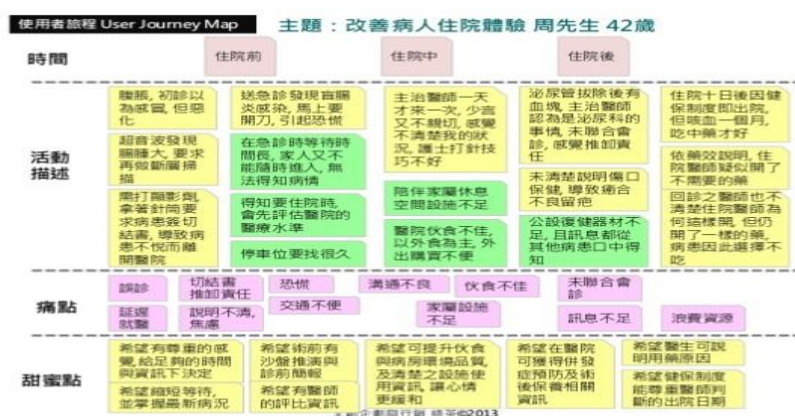 使用者旅程 User Journey Map
主題：改善病人住院體驗 周先生 42歲
時間
住院前
住院中
住院後
活動
描述
腹脹, 初診以
為感冒, 但惡
化
送急診發現盲腸
炎感染, 馬上要
開刀, 引起恐慌
主治醫師一天
才來一次, 少言
又不親切, 感覺
不清楚我的狀
況, 護士打針技
巧不好
泌尿管拔除後有
血塊, 主治醫師
認為是泌尿科的
事情, 未聯合會
診, 感覺推卸責
任
住院十日後因健
保制度即出院,
但咳血一個月,
吃中藥才好
超音波發現
腸腫大, 要求
再做斷層掃
描
在急診時等待時
間長, 家人又不
能隨時進入, 無
法得知病情
陪伴家屬休息
空間設施不足
未清楚說明傷口
保健, 導致癒合
不良留疤
依藥效說明, 住
院醫師疑似開了
不需要的藥
需打顯影劑,
拿著針筒要
求病患簽切
結書, 導致病
患不悅而離
開醫院
得知要住院時,
會先評估醫院的
醫療水準
停車位要找很久
醫院伙食不佳,
以外食為主, 外
出購買不便
公設復健器材不
足, 且訊息都從
其他病患口中得
知
回診之醫師也不
清楚住院醫師為
何這樣開, 但仍
開了一樣的藥,
病患因此選擇不
吃
痛點
誤診
切結書
推卸責任
恐慌
溝通不良
伙食不佳
未聯合會
診
延遲
就醫
說明不清,
焦慮
交通不便
家屬設施
不足
訊息不足
浪費資源
甜蜜點
希望有尊重的感
覺, 給足夠的時間
與資訊下決定
希望術前有
沙盤推演與
診前簡報
希望可提升伙食
與病房環境品質,
及清楚之設施使
用資訊, 讓心情
更緩和
希望在醫院
可獲得併發
症預防及術
後保養相關
資訊
希望醫生可說
明用藥原因
希望縮短等待,
並掌握最新病況
希望有醫師
的評比資訊
希望健保制度
能尊重醫師判
斷的出院日期
©2013